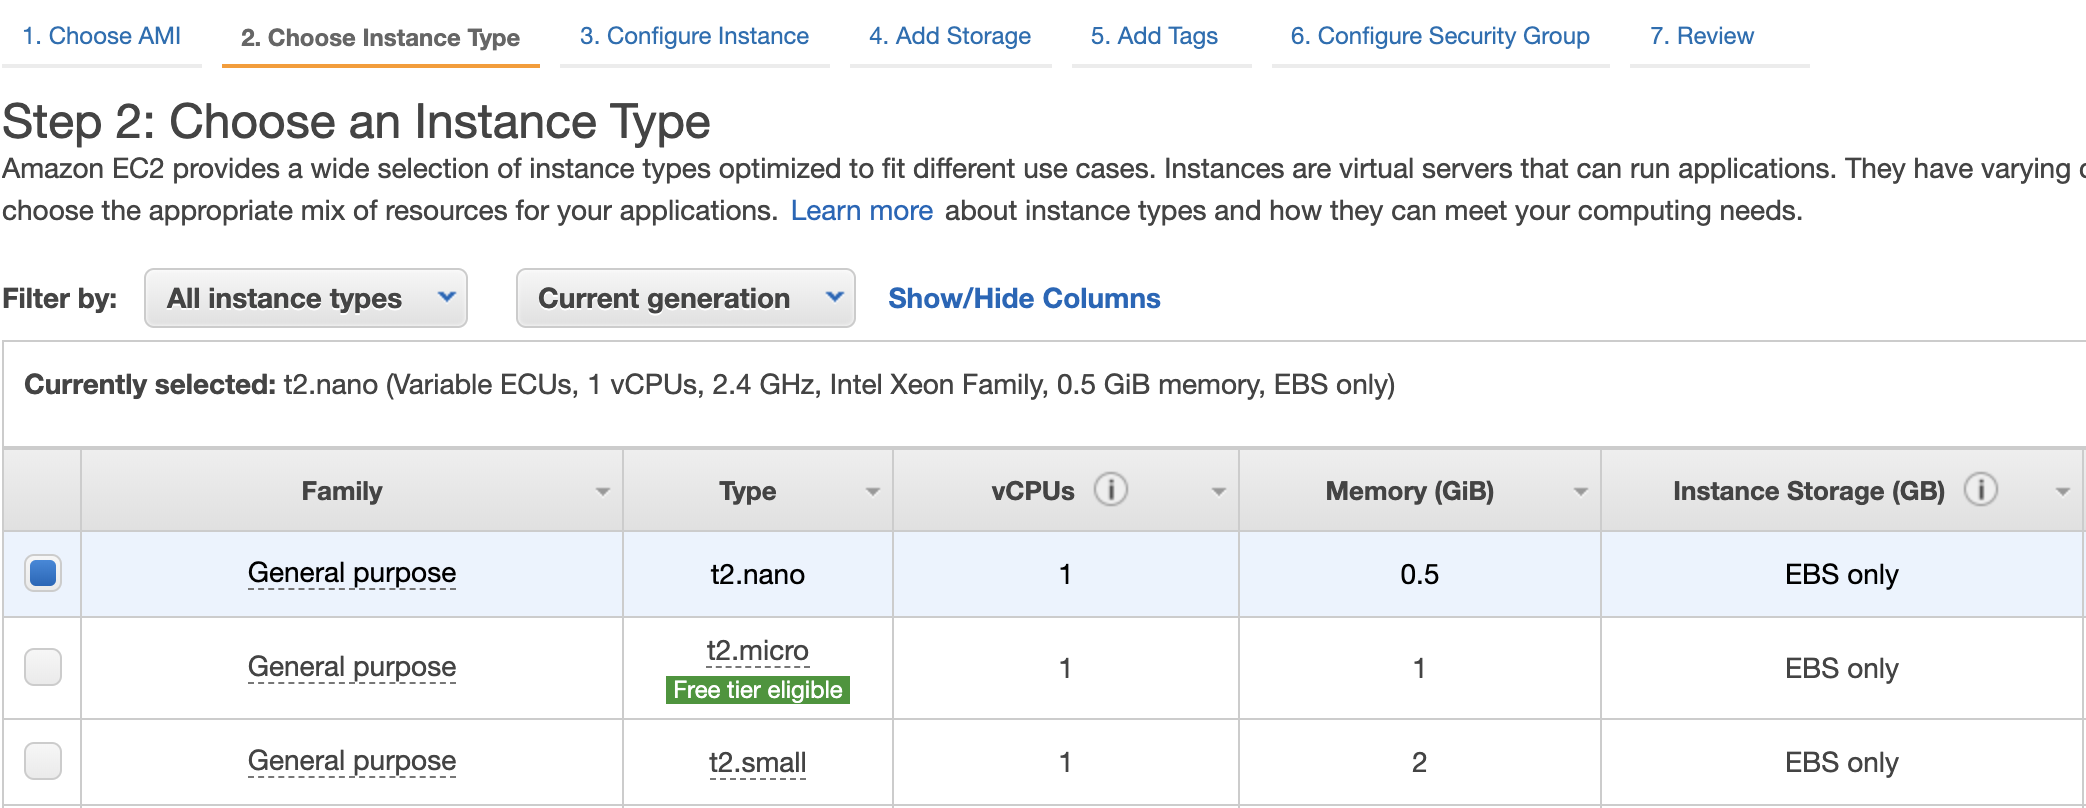 1. Choose AMI 2. Choose Instance Type 3. Configure Instance 4. Add Storage 5. Add Tags 6. Configure Security Group 7. Review
Step 2: Choose an Instance Type
Amazon EC2 provides a wide selection of instance types optimized to fit different use cases. Instances are virtual servers that can run applications. They have varying
choose the appropriate mix of resources for your applications. Learn more about instance types and how they can meet your computing needs.
Filter by: All instance types Current generation Show/Hide Columns
Currently selected: t2.nano (Variable ECUs, 1 vCPUs, 2.4 GHz, Intel Xeon Family, 0.5 GiB memory, EBS only)
Family Type vCPUs i Memory (GiB) Instance Storage (GB) i
General purpose t2.nano 1 0.5 EBS only
General purpose t2.micro 1 1 EBS only
Free tier eligible
General purpose t2.small 1 2 EBS only